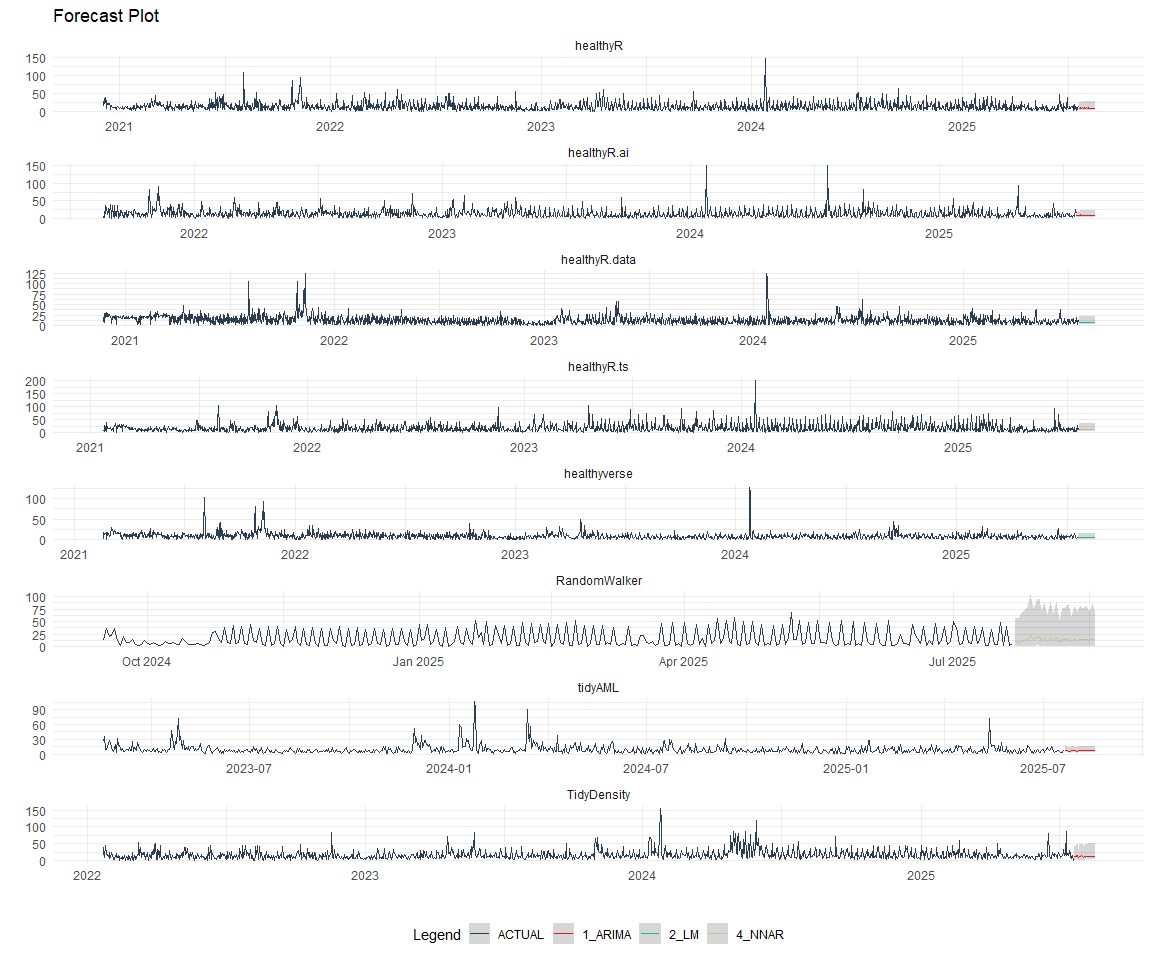 Forecast Plot
healthyR
150
100
50
0
2021 2022 2023 2024 2025
healthyR.ai
150
100
50
0
2022 2023 2024 2025
healthyR.data
125
100
75
50
25
0
2021 2022 2023 2024 2025
healthyR.ts
200
150
100
50
0
2021 2022 2023 2024 2025
healthyverse
100
50
0
2021 2022 2023 2024 2025
RandomWalker
100
75
50
25
0
Oct 2024 Jan 2025 Apr 2025 Jul 2025
tidyAML
90
60
30
0
2023-07 2024-01 2024-07 2025-01 2025-07
TidyDensity
150
100
50
0
2022 2023 2024 2025
Legend ACTUAL 1_ARIMA 2_LM 4_NNAR